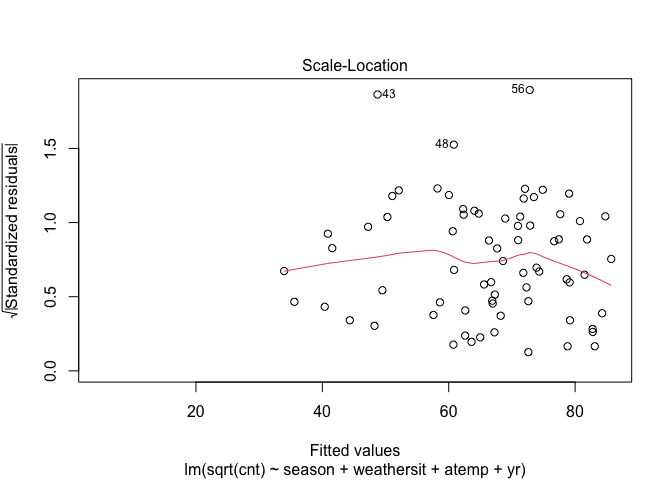 Scale-Location
√|Standardized residuals|
0.0 0.5 1.0 1.5
43
56
48
20 40 60 80
Fitted values
lm(sqrt(cnt) ~ season + weathersit + atemp + yr)